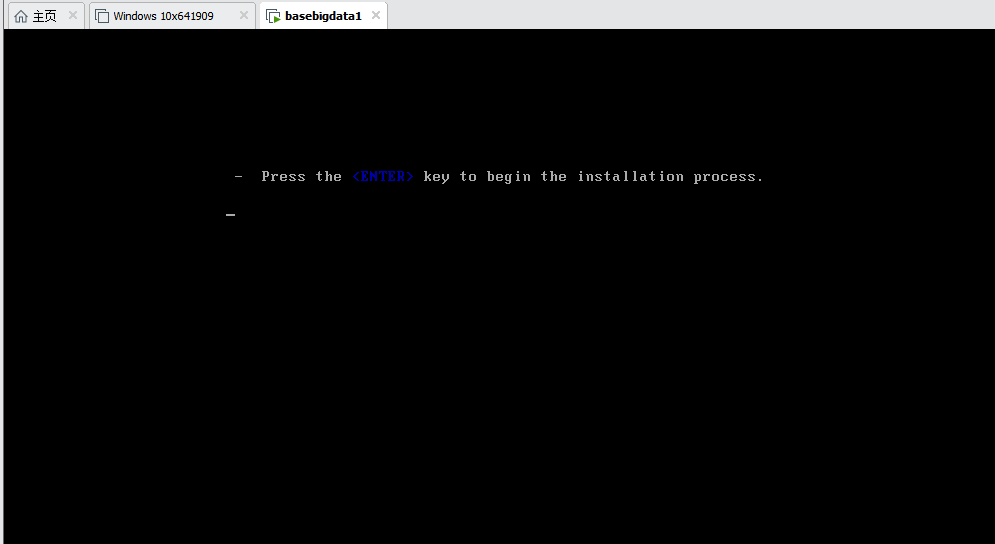 主页
Windows 10x641909
basebigdata1
- Press the <ENTER> key to begin the installation process.